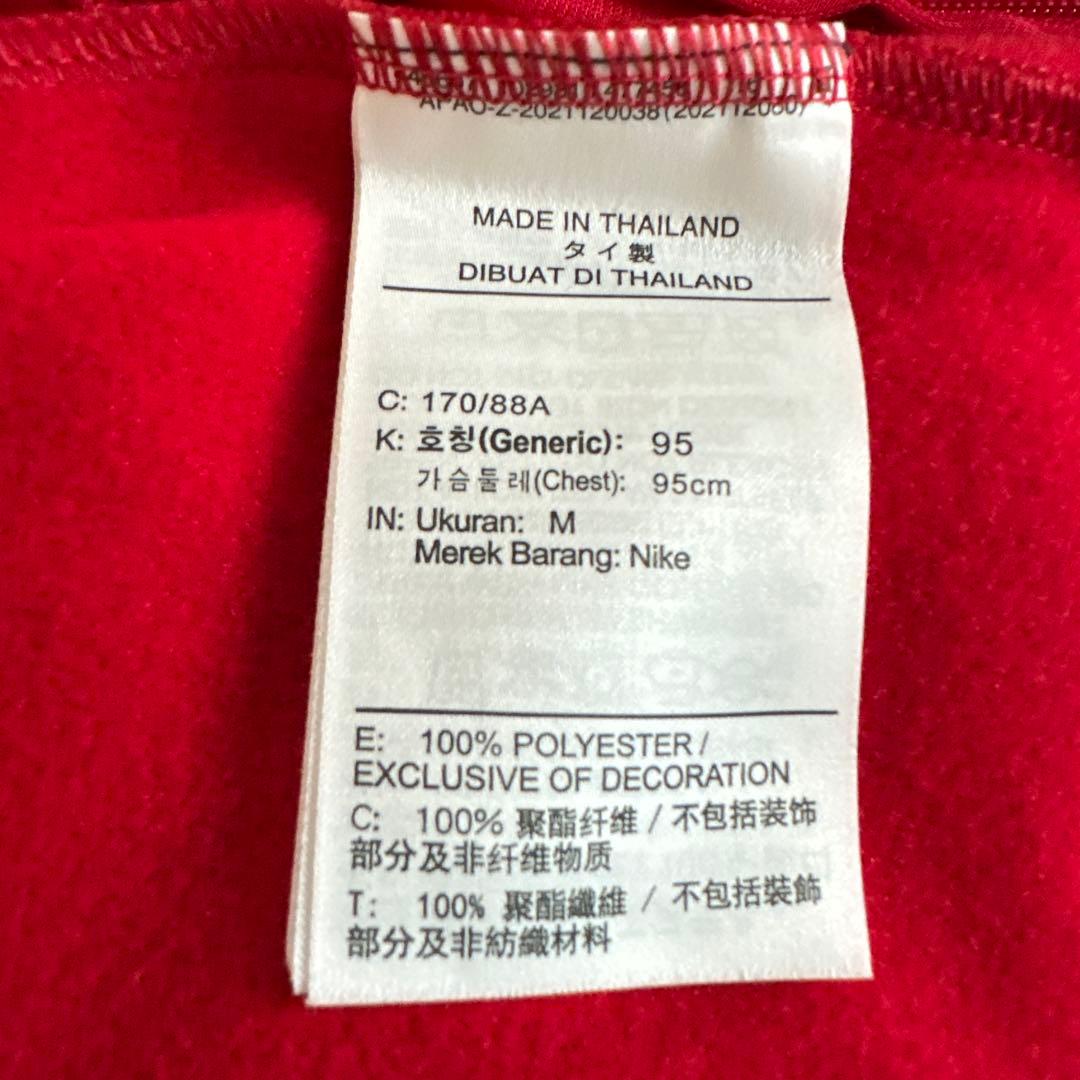 APAO-Z-2021120038(202112060)
MADE IN THAILAND
タイ製
DIBUAT DI THAILAND
C: 170/88A
K: 호칭(Generic): 95
가슴둘레(Chest): 95cm
IN: Ukuran: M
Merek Barang: Nike
E: 100% POLYESTER /
EXCLUSIVE OF DECORATION
C: 100% 聚酯纤维 / 不包括装饰
部分及非纤维物质
T: 100% 聚酯纖維 / 不包括裝飾
部分及非紡織材料